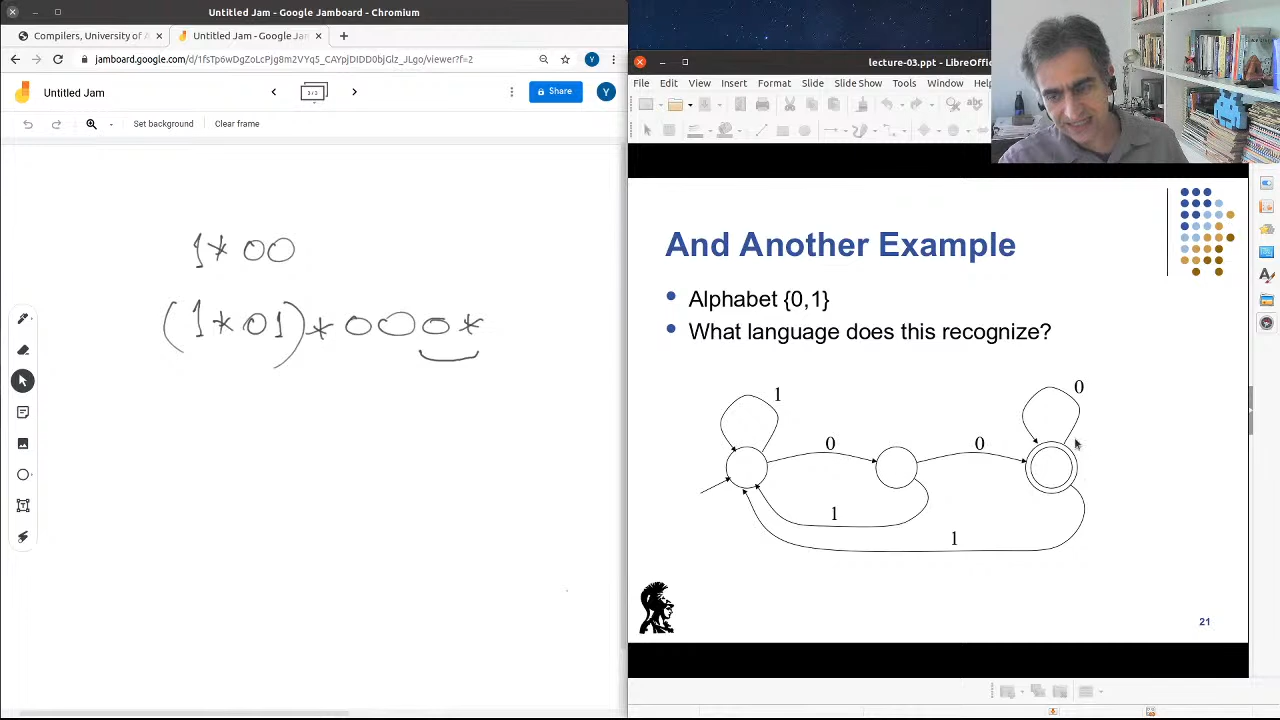 Untitled Jam - Google Jamboard - Chromium
Compilers, University of A
Untitled Jam - Google Jam
jamboard.google.com/d/1fsTp6wDgZoLcPjg8m2VYq5_CAYpjDIDD0bjGlz_JLgo/viewer?f=2
Y
Untitled Jam
Share
Y
Set background
Clear frame
1*00
(1*01)*000*
lecture-03.ppt - LibreOffic
File Edit View Insert Format Slide Slide Show Tools Window
And Another Example
Alphabet {0,1}
What language does this recognize?
1
0
0
0
1
1
21